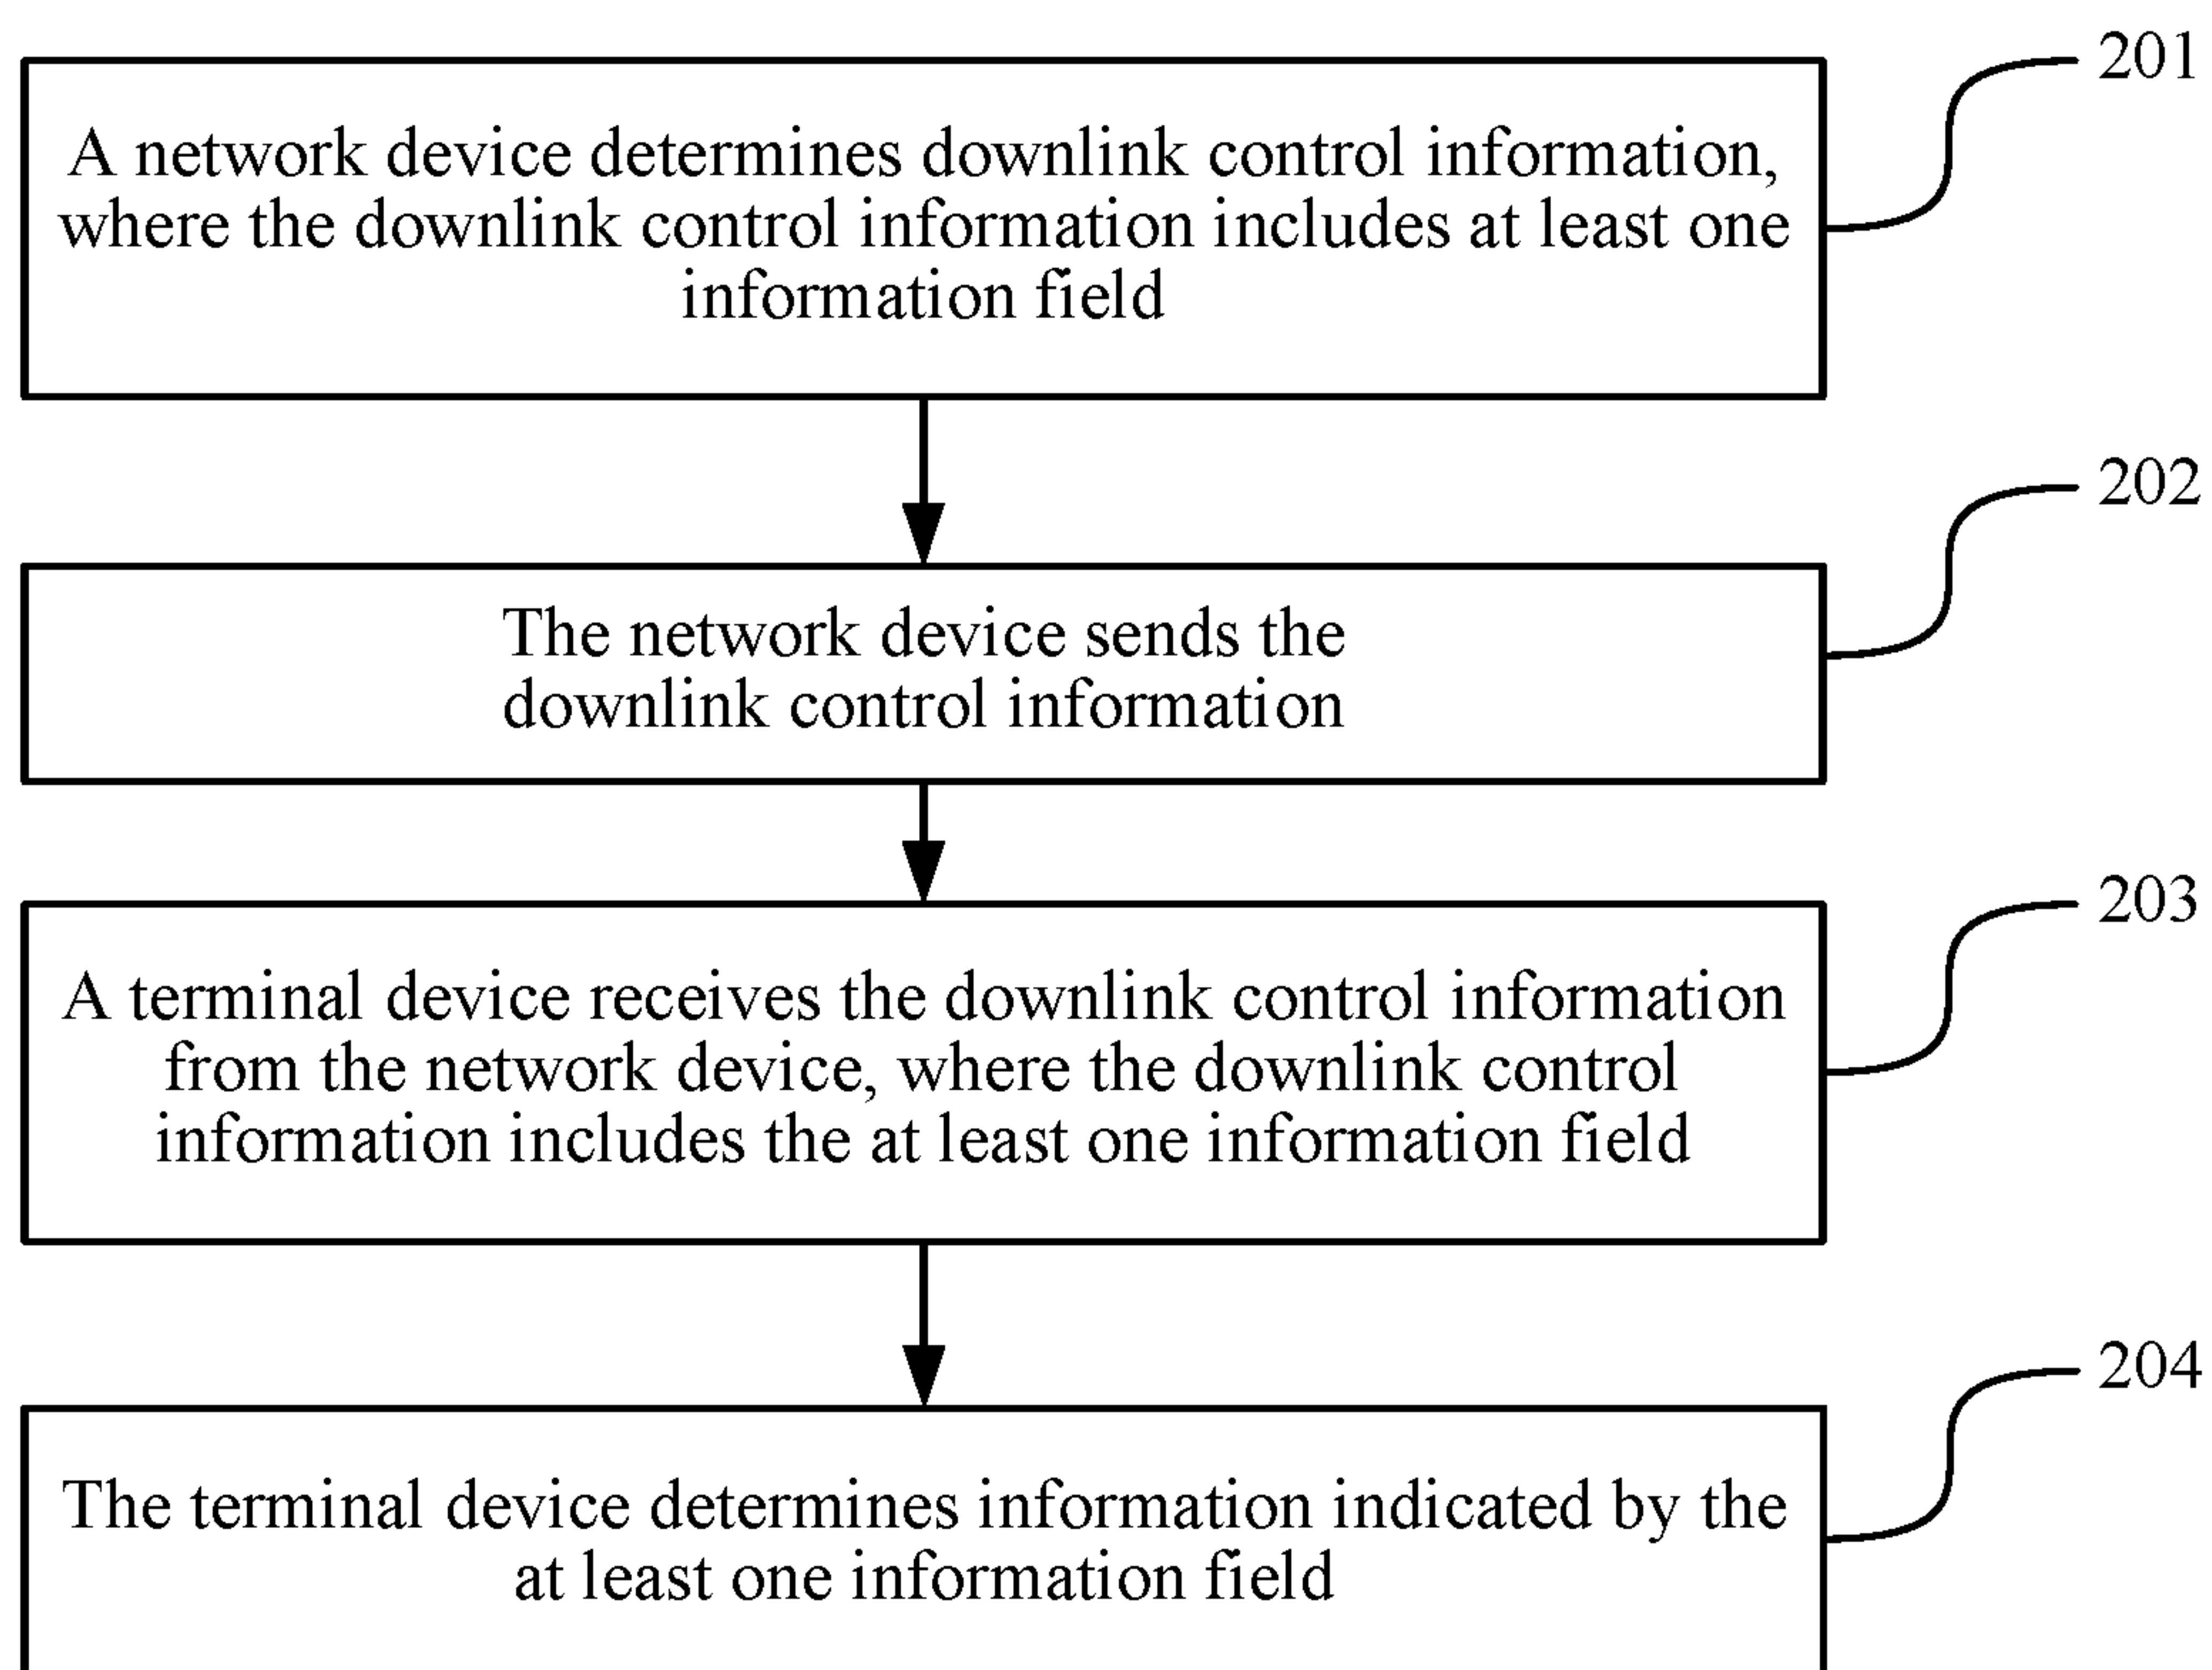 201
A network device determines downlink control information,
where the downlink control information includes at least one
information field
202
The network device sends the
downlink control information
203
A terminal device receives the downlink control information
from the network device, where the downlink control
information includes the at least one information field
204
The terminal device determines information indicated by the
at least one information field